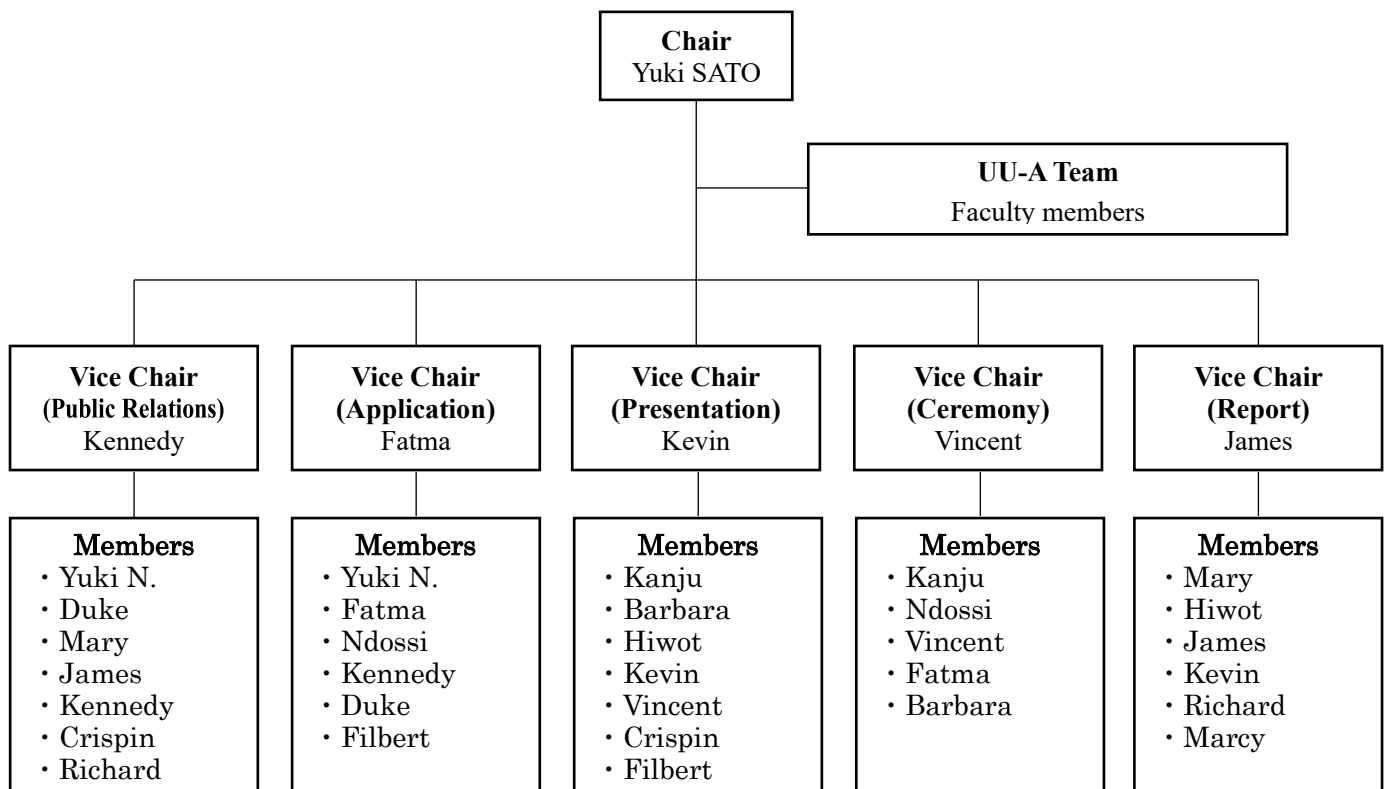 Chair
Yuki SATO
UU-A Team
Faculty members
Vice Chair
(Public Relations)
Kennedy
Vice Chair
(Application)
Fatma
Vice Chair
(Presentation)
Kevin
Vice Chair
(Ceremony)
Vincent
Vice Chair
(Report)
James
Members
・Yuki N.
・Duke
・Mary
・James
・Kennedy
・Crispin
・Richard
Members
・Yuki N.
・Fatma
・Ndossi
・Kennedy
・Duke
・Filbert
Members
・Kanju
・Barbara
・Hiwot
・Kevin
・Vincent
・Crispin
・Filbert
Members
・Kanju
・Ndossi
・Vincent
・Fatma
・Barbara
Members
・Mary
・Hiwot
・James
・Kevin
・Richard
・Marcy